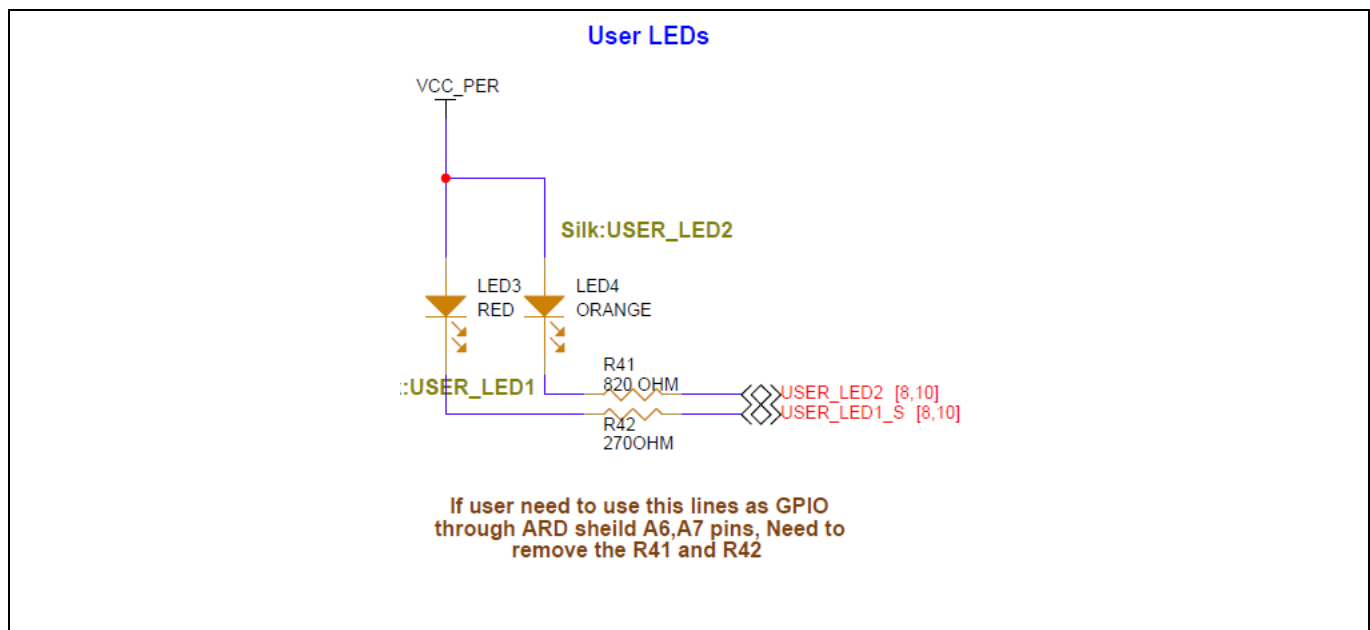 User LEDs
VCC_PER
Silk:USER_LED2
LED3
RED
LED4
ORANGE
R41
820 OHM
:USER_LED1
USER_LED2 [8,10]
USER_LED1_S [8,10]
R42
270OHM
If user need to use this lines as GPIO
through ARD sheild A6,A7 pins, Need to
remove the R41 and R42